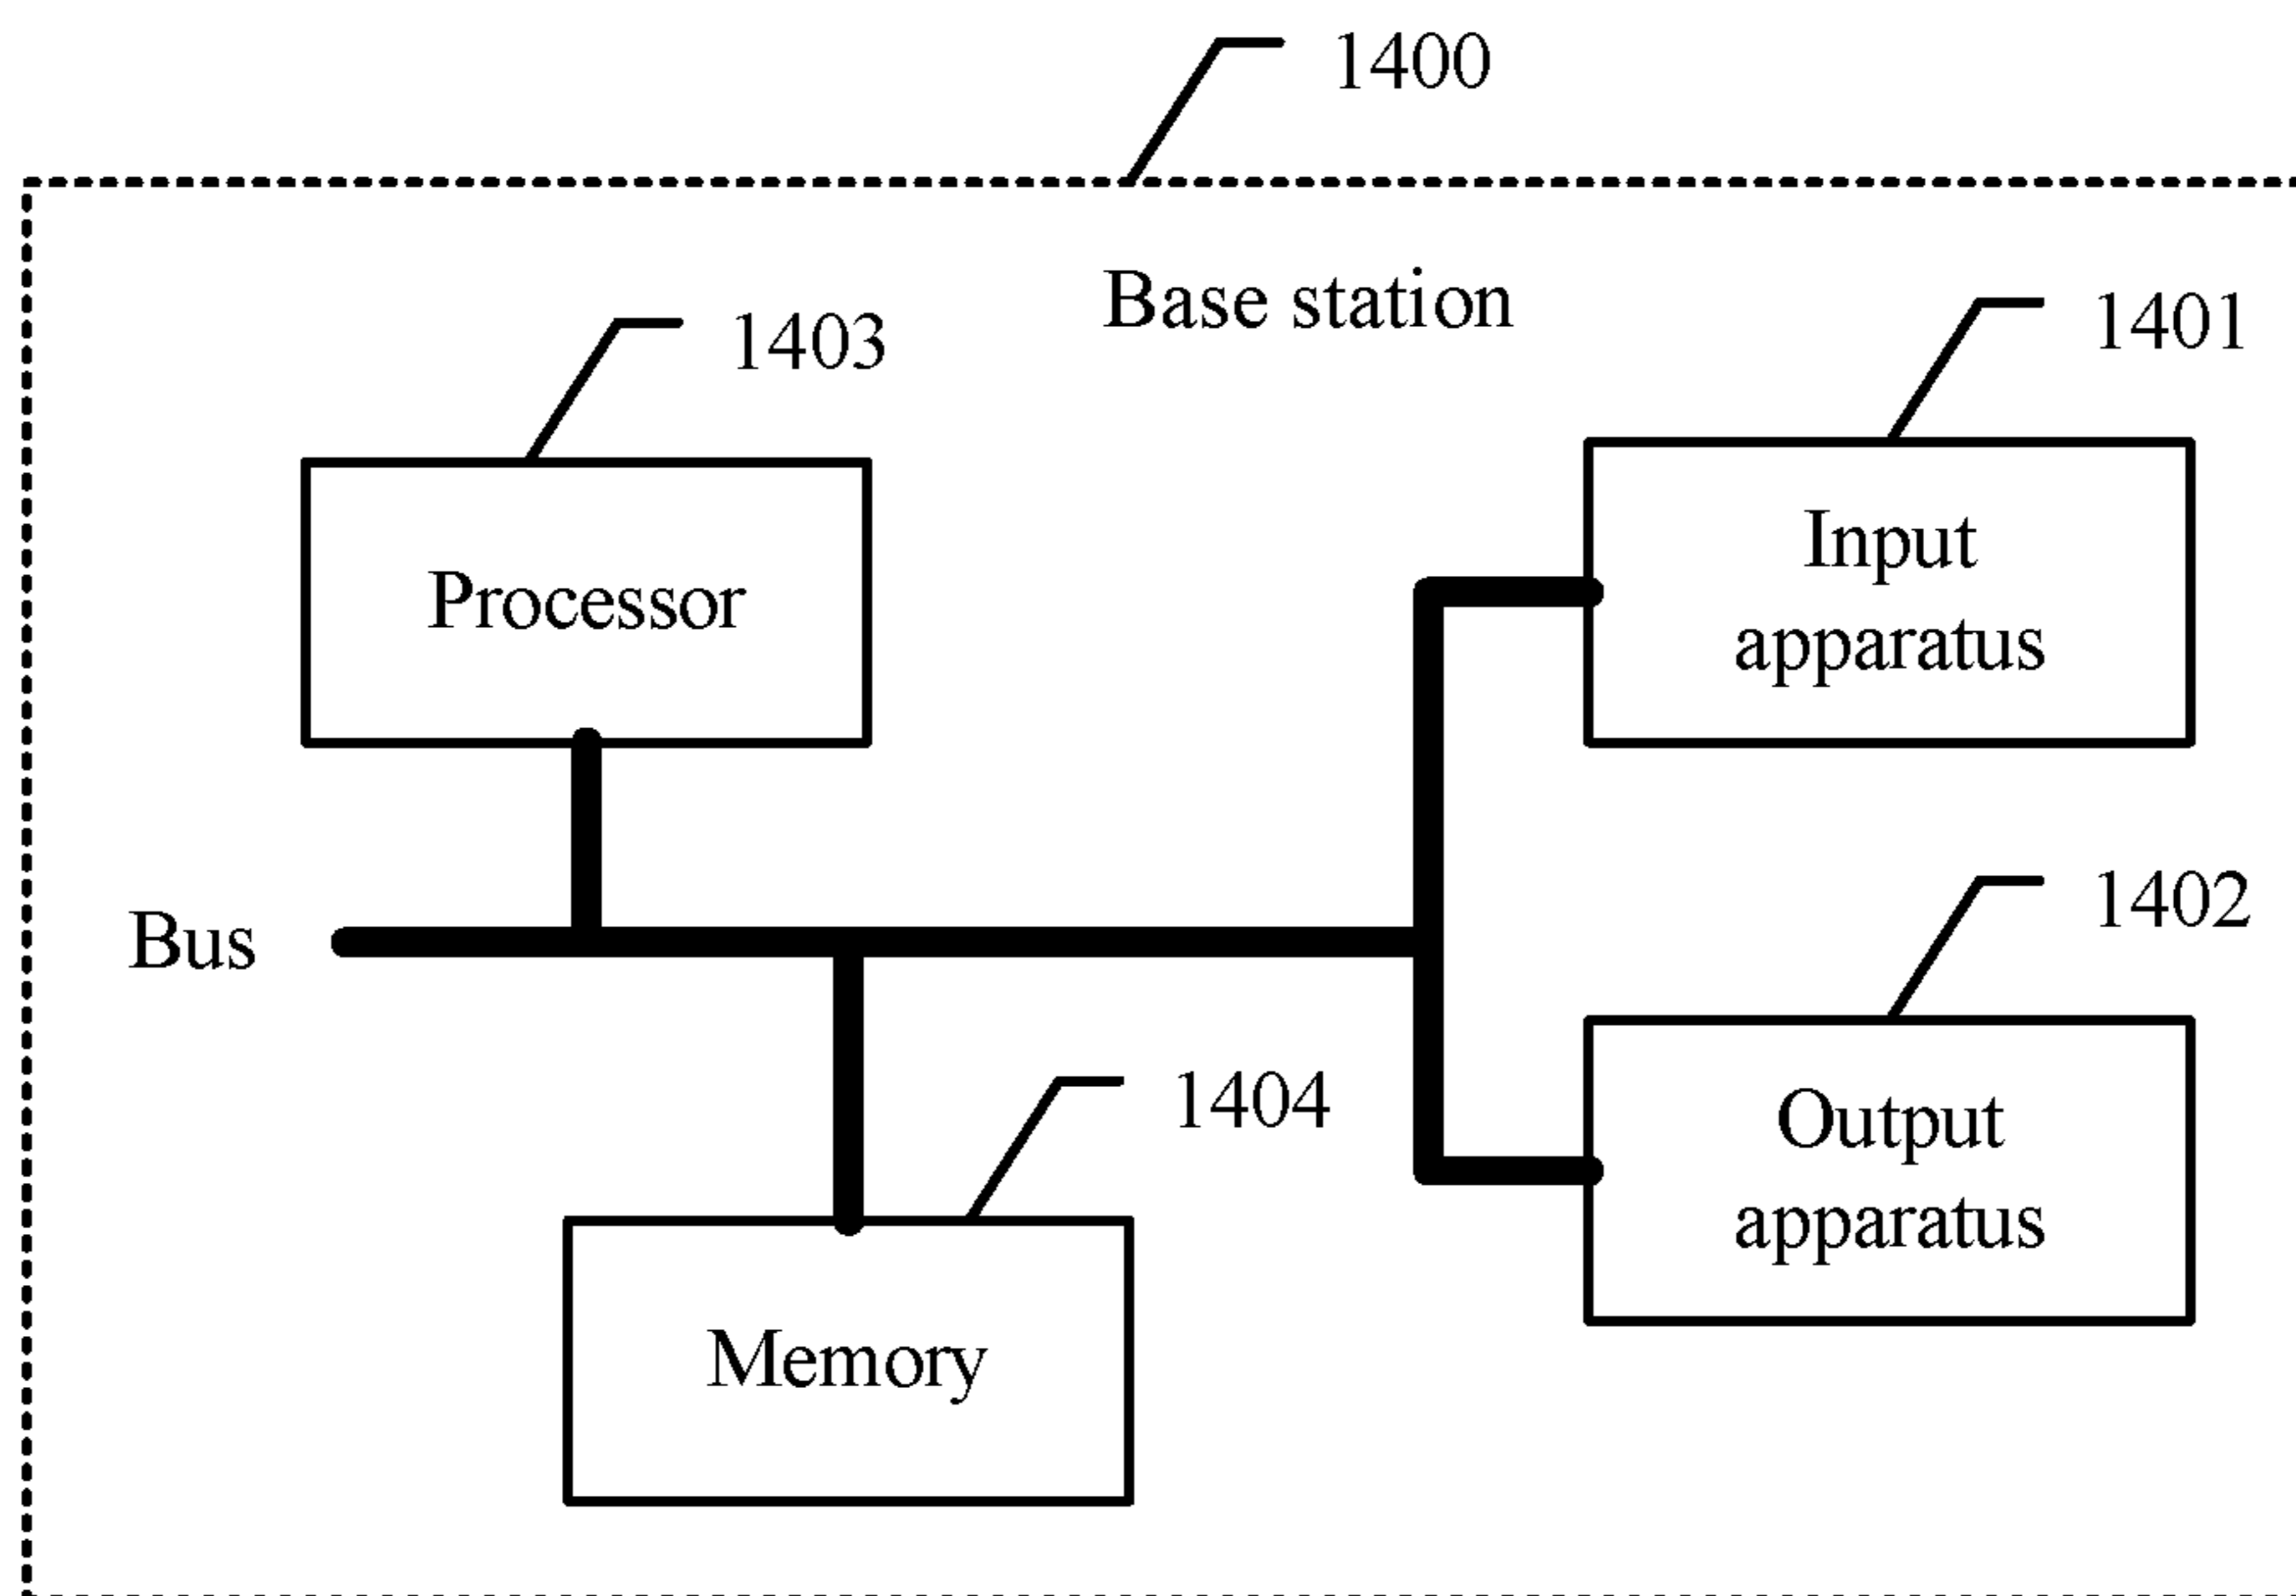 1400
Base station
1403
1401
Processor
Input
apparatus
Bus
1402
1404
Output
apparatus
Memory